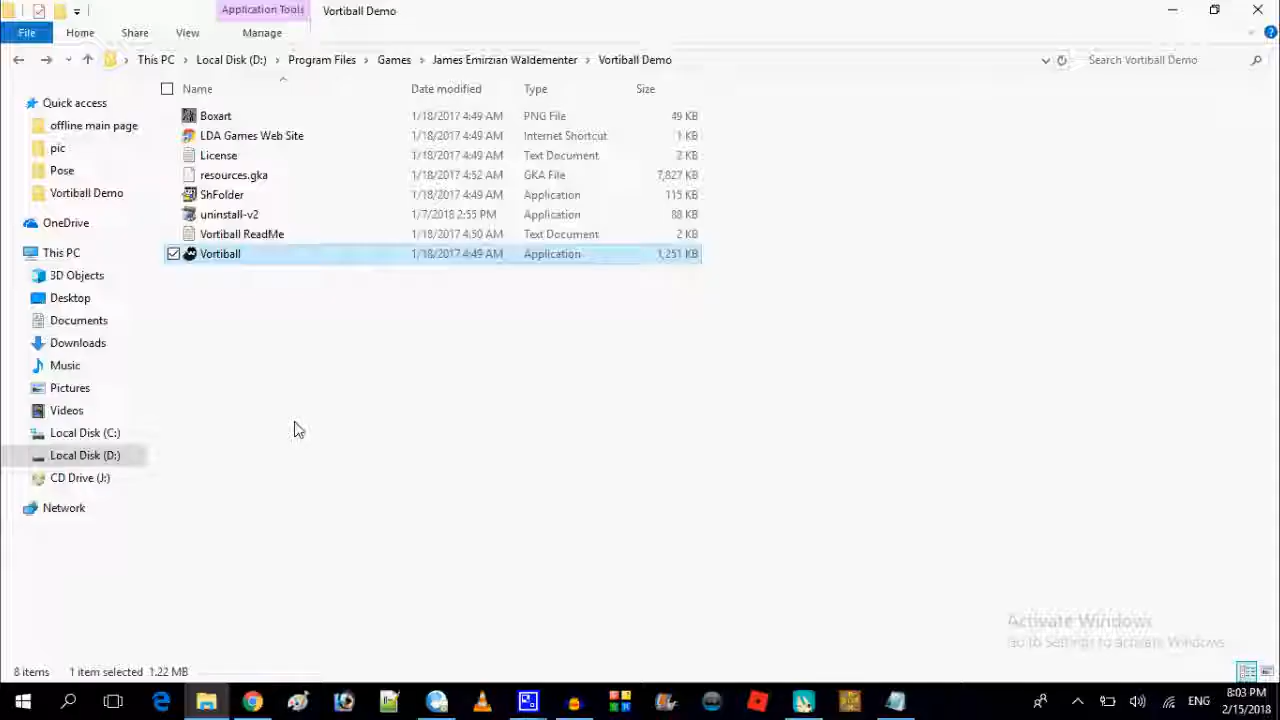 Application Tools Vortiball Demo
File Home Share View Manage
This PC Local Disk (D:) Program Files Games James Emirzian Waldementer Vortiball Demo Search Vortiball Demo
Name Date modified Type Size
Quick access
offline main page
pic
Pose
Vortiball Demo
OneDrive
This PC
3D Objects
Desktop
Documents
Downloads
Music
Pictures
Videos
Local Disk (C:)
Local Disk (D:)
CD Drive (J:)
Network
Boxart 1/18/2017 4:49 AM PNG File 49 KB
LDA Games Web Site 1/18/2017 4:49 AM Internet Shortcut 1 KB
License 1/18/2017 4:49 AM Text Document 2 KB
resources.gka 1/18/2017 4:52 AM GKA File 7,827 KB
ShFolder 1/18/2017 4:49 AM Application 115 KB
uninstall-v2 1/7/2018 2:55 PM Application 88 KB
Vortiball ReadMe 1/18/2017 4:50 AM Text Document 2 KB
Vortiball 1/18/2017 4:49 AM Application 1,251 KB
Activate Windows
Go to Settings to activate Windows.
8 items 1 item selected 1.22 MB
ENG 8:03 PM
2/15/2018